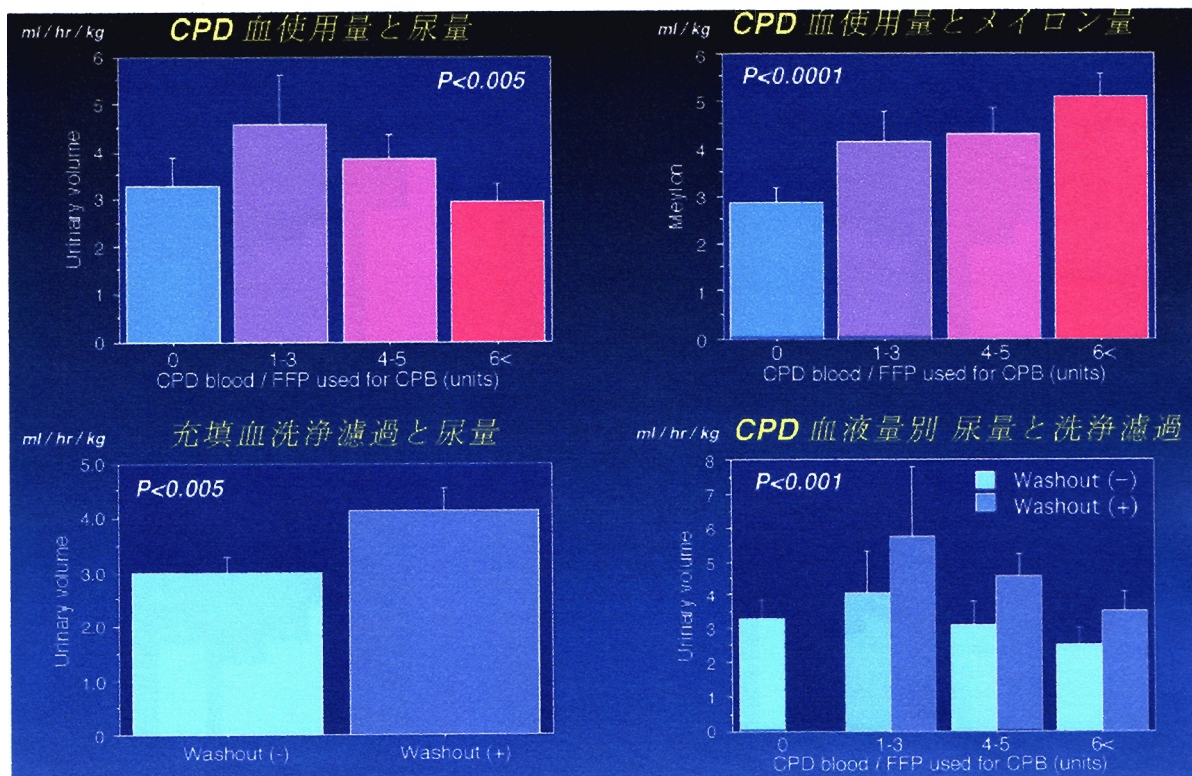 ml / hr / kg
CPD 血使用量と尿量
P<0.005
Urinary volume
6
5
4
3
2
1
0
0 1-3 4-5 6<
CPD blood / FFP used for CPB (units)
ml / kg
CPD 血使用量とメイロン量
P<0.0001
Meylon
6
5
4
3
2
1
0
0 1-3 4-5 6<
CPD blood / FFP used for CPB (units)
ml / hr / kg
充填血洗浄濾過と尿量
P<0.005
Urinary volume
5.0
4.0
3.0
2.0
1.0
0
Washout (-) Washout (+)
ml / hr / kg
CPD 血液量別 尿量と洗浄濾過
P<0.001
Washout (-)
Washout (+)
Urinary volume
8
7
6
5
4
3
2
1
0
0 1-3 4-5 6<
CPD blood / FFP used for CPB (units)